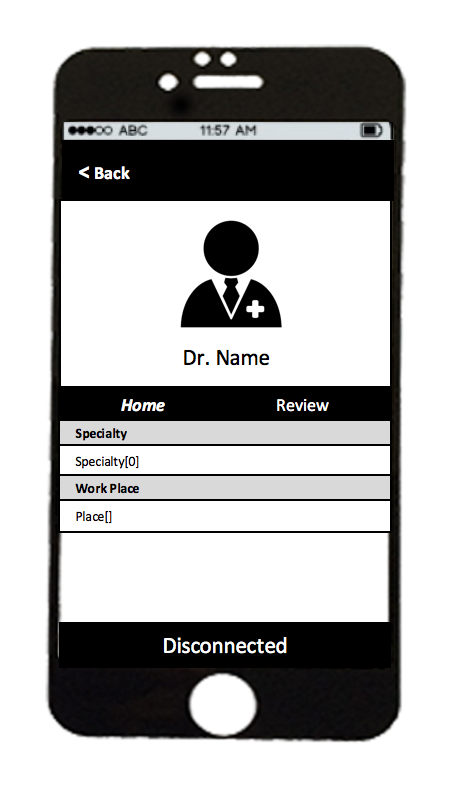 ABC 11:57 AM
< Back
Dr. Name
Home Review
Specialty
Specialty[0]
Work Place
Place[]
Disconnected